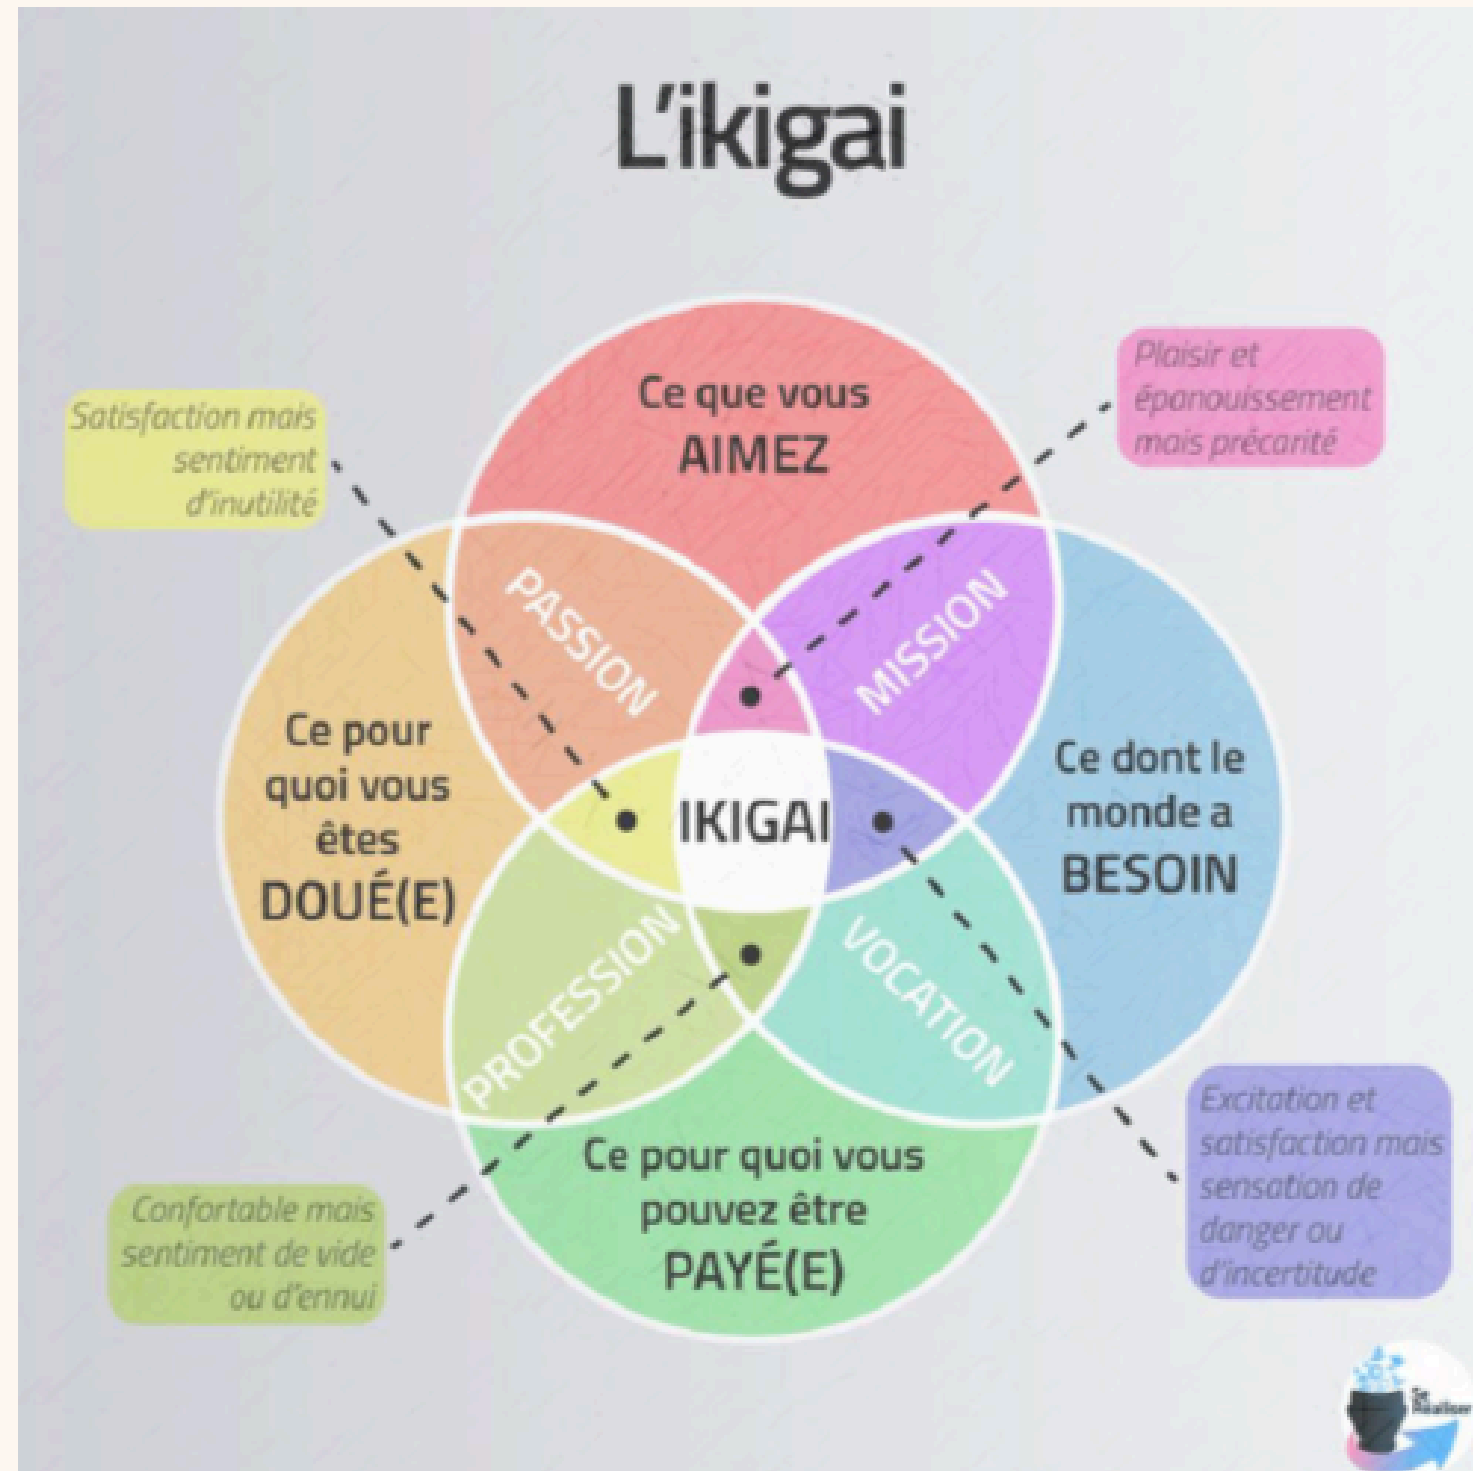 L'ikigai
Plaisir et
épanouissement
mais précarité
Satisfaction mais
sentiment
d'inutilité
Ce que vous
AIMEZ
PASSION
MISSION
Ce pour
quoi vous
êtes
DOUÉ(E)
IKIGAI
Ce dont le
monde a
BESOIN
PROFESSION
VOCATION
Ce pour quoi vous
pouvez être
PAYÉ(E)
Excitation et
satisfaction mais
sensation de
danger ou
d'incertitude
Confortable mais
sentiment de vide
ou d'ennui
Se
Réaliser